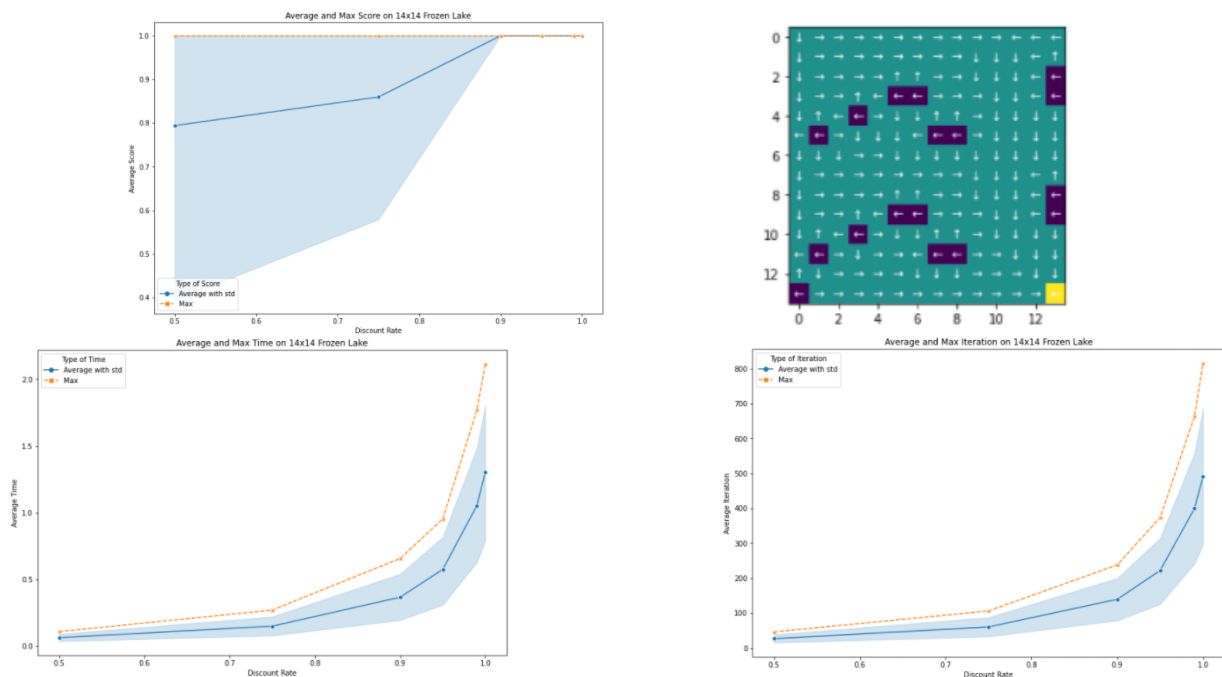 Average and Max Score on 14x14 Frozen Lake
1.0
0.9
0.8
0.7
0.6
0.5
0.4
Average Score
Type of Score
Average with std
Max
0.5 0.6 0.7 0.8 0.9 1.0
Discount Rate
0
2
4
6
8
10
12
0 2 4 6 8 10 12
Average and Max Time on 14x14 Frozen Lake
Type of Time
Average with std
Max
2.0
1.5
1.0
0.5
0.0
Average Time
0.5 0.6 0.7 0.8 0.9 1.0
Discount Rate
Average and Max Iteration on 14x14 Frozen Lake
Type of Iteration
Average with std
Max
800
700
600
500
400
300
200
100
0
Average Iteration
0.5 0.6 0.7 0.8 0.9 1.0
Discount Rate